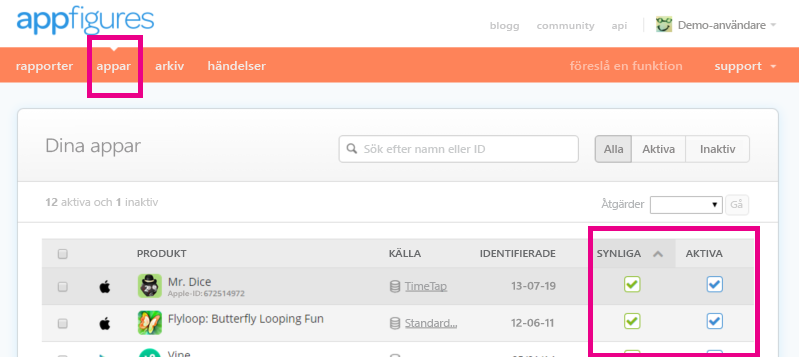 appfigures
blogg community api Demo-användare
rapporter appar arkiv händelser föreslå en funktion support
Dina appar Sök efter namn eller ID Alla Aktiva Inaktiv
12 aktiva och 1 inaktiv Åtgärder Gå
PRODUKT KÄLLA IDENTIFIERADE SYNLIGA AKTIVA
Mr. Dice TimeTap 13-07-19
Apple-ID: 672514972
Flyloop: Butterfly Looping Fun Standard... 12-06-11
Vine